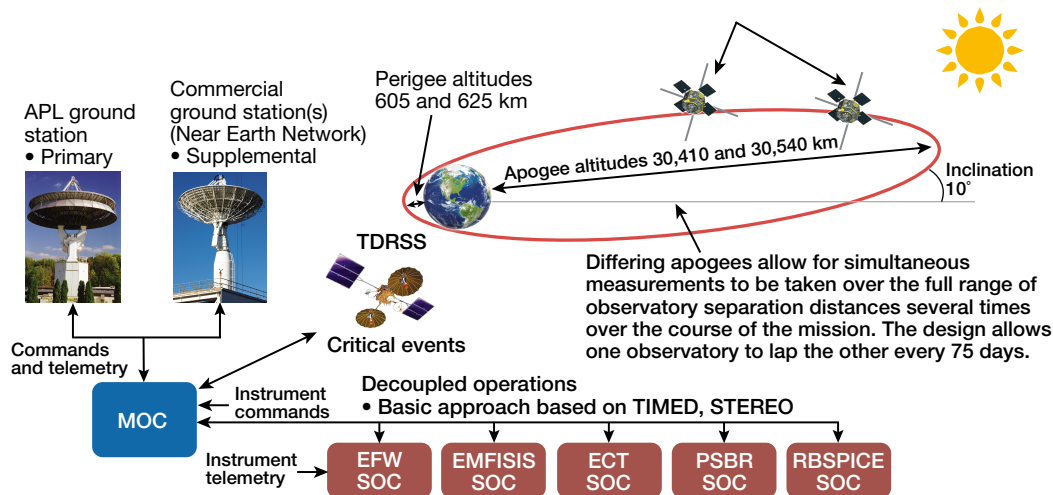 APL ground
station
• Primary
Commercial
ground station(s)
(Near Earth Network)
• Supplemental
Perigee altitudes
605 and 625 km
Apogee altitudes 30,410 and 30,540 km
Inclination
10°
TDRSS
Critical events
Differing apogees allow for simultaneous
measurements to be taken over the full range of
observatory separation distances several times
over the course of the mission. The design allows
one observatory to lap the other every 75 days.
Commands
and telemetry
MOC
Instrument
commands
Decoupled operations
• Basic approach based on TIMED, STEREO
Instrument
telemetry
EFW
SOC
EMFISIS
SOC
ECT
SOC
PSBR
SOC
RBSPICE
SOC